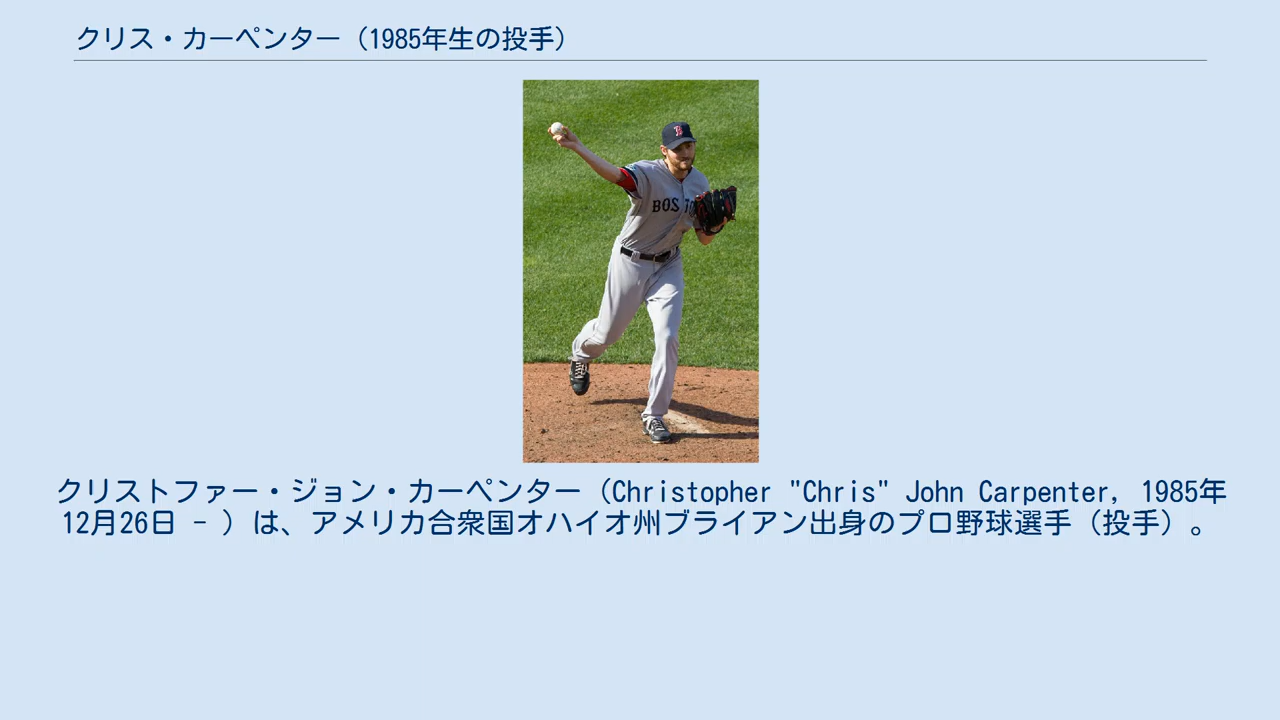 クリス・カーペンター（1985年生の投手）
BOSTO
クリストファー・ジョン・カーペンター（Christopher "Chris" John Carpenter, 1985年
12月26日 - ）は、アメリカ合衆国オハイオ州ブライアン出身のプロ野球選手（投手）。